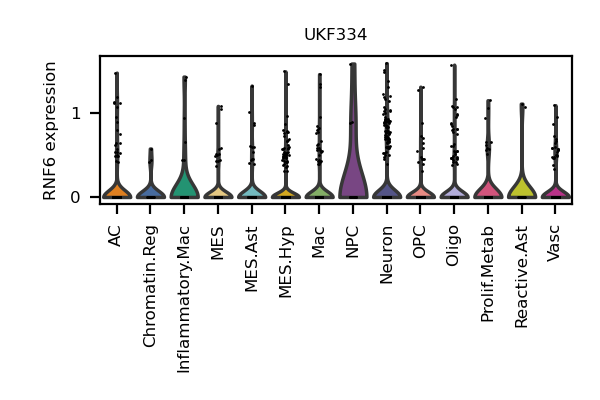 UKF334
RNF6 expression
1
0
AC
Chromatin.Reg
Inflammatory.Mac
MES
MES.Ast
MES.Hyp
Mac
NPC
Neuron
OPC
Oligo
Prolif.Metab
Reactive.Ast
Vasc